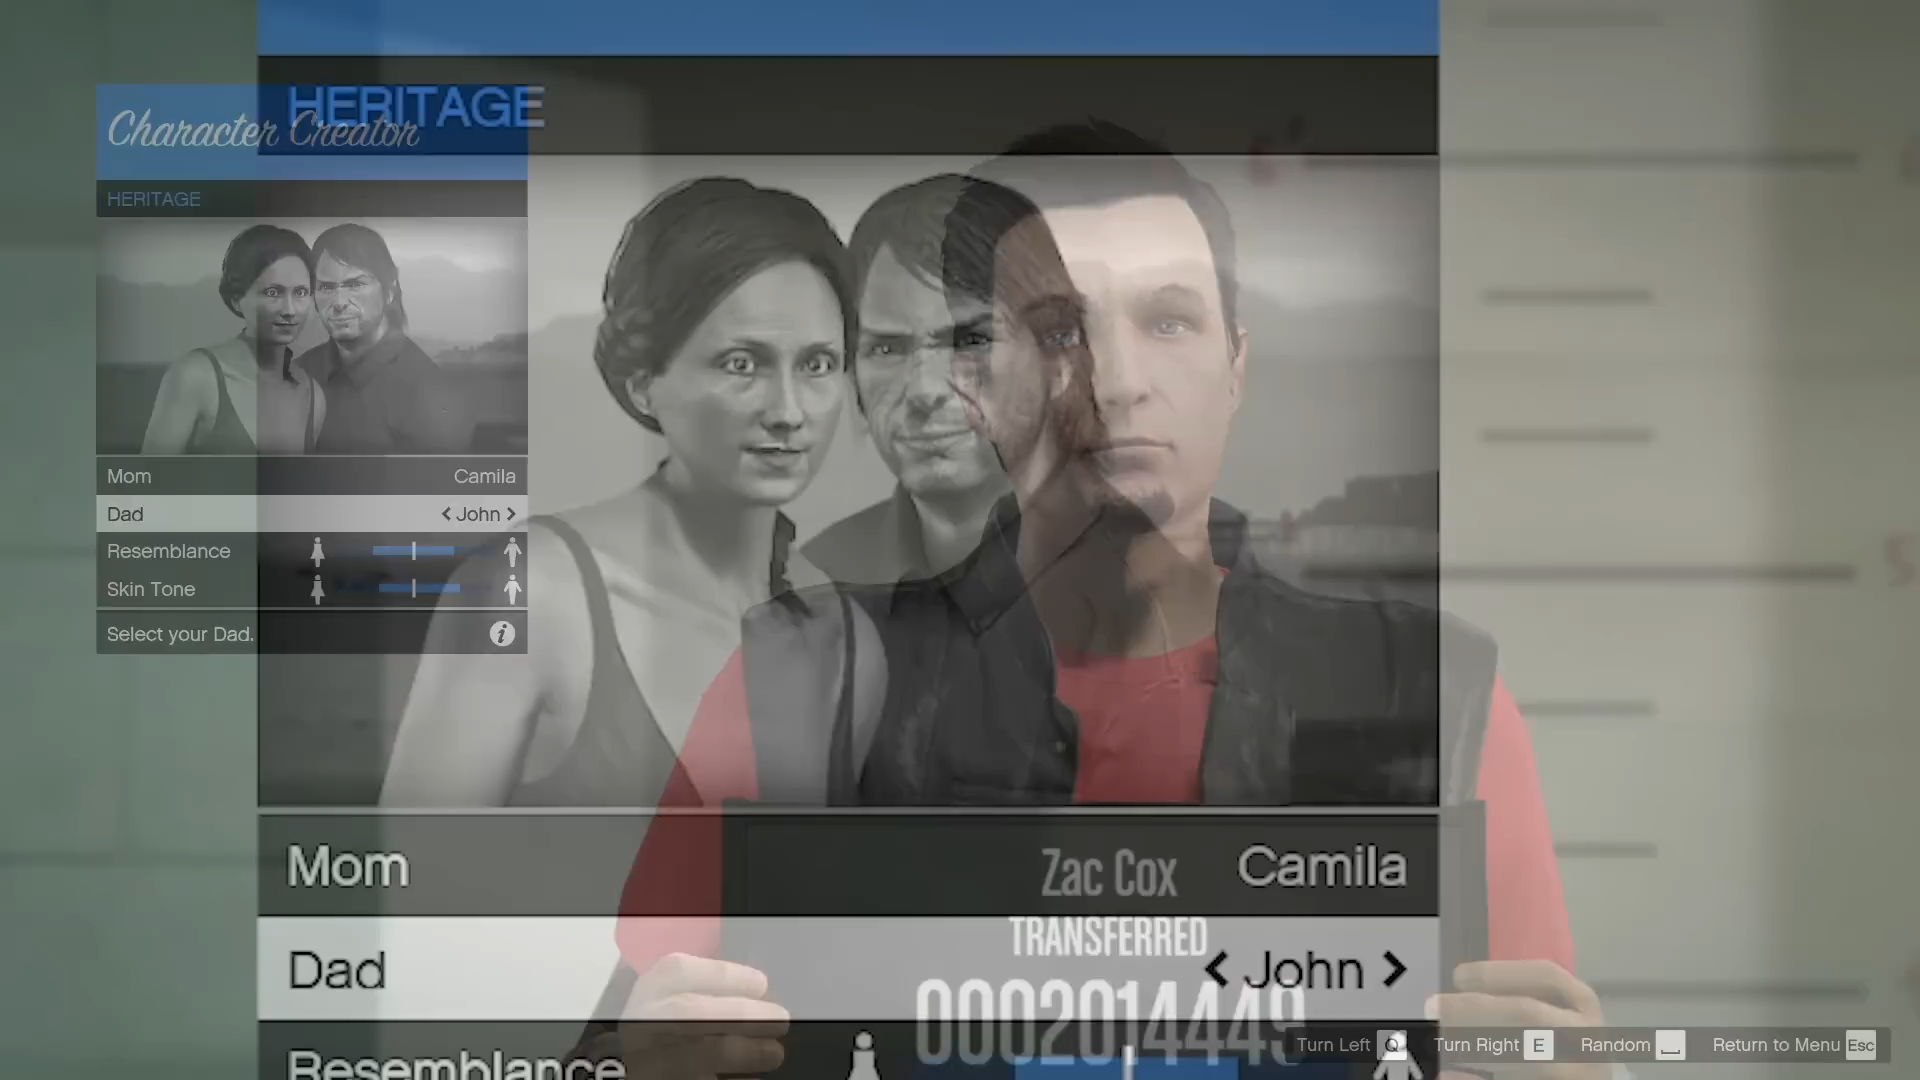 Character Creator
HERITAGE
Mom Camila
Dad < John >
Resemblance
Skin Tone
Select your Dad.
HERITAGE
Mom Camila
Dad < John >
Resemblance
Zac Cox
TRANSFERRED
0002014449
Turn Left Q Turn Right E Random Return to Menu Esc